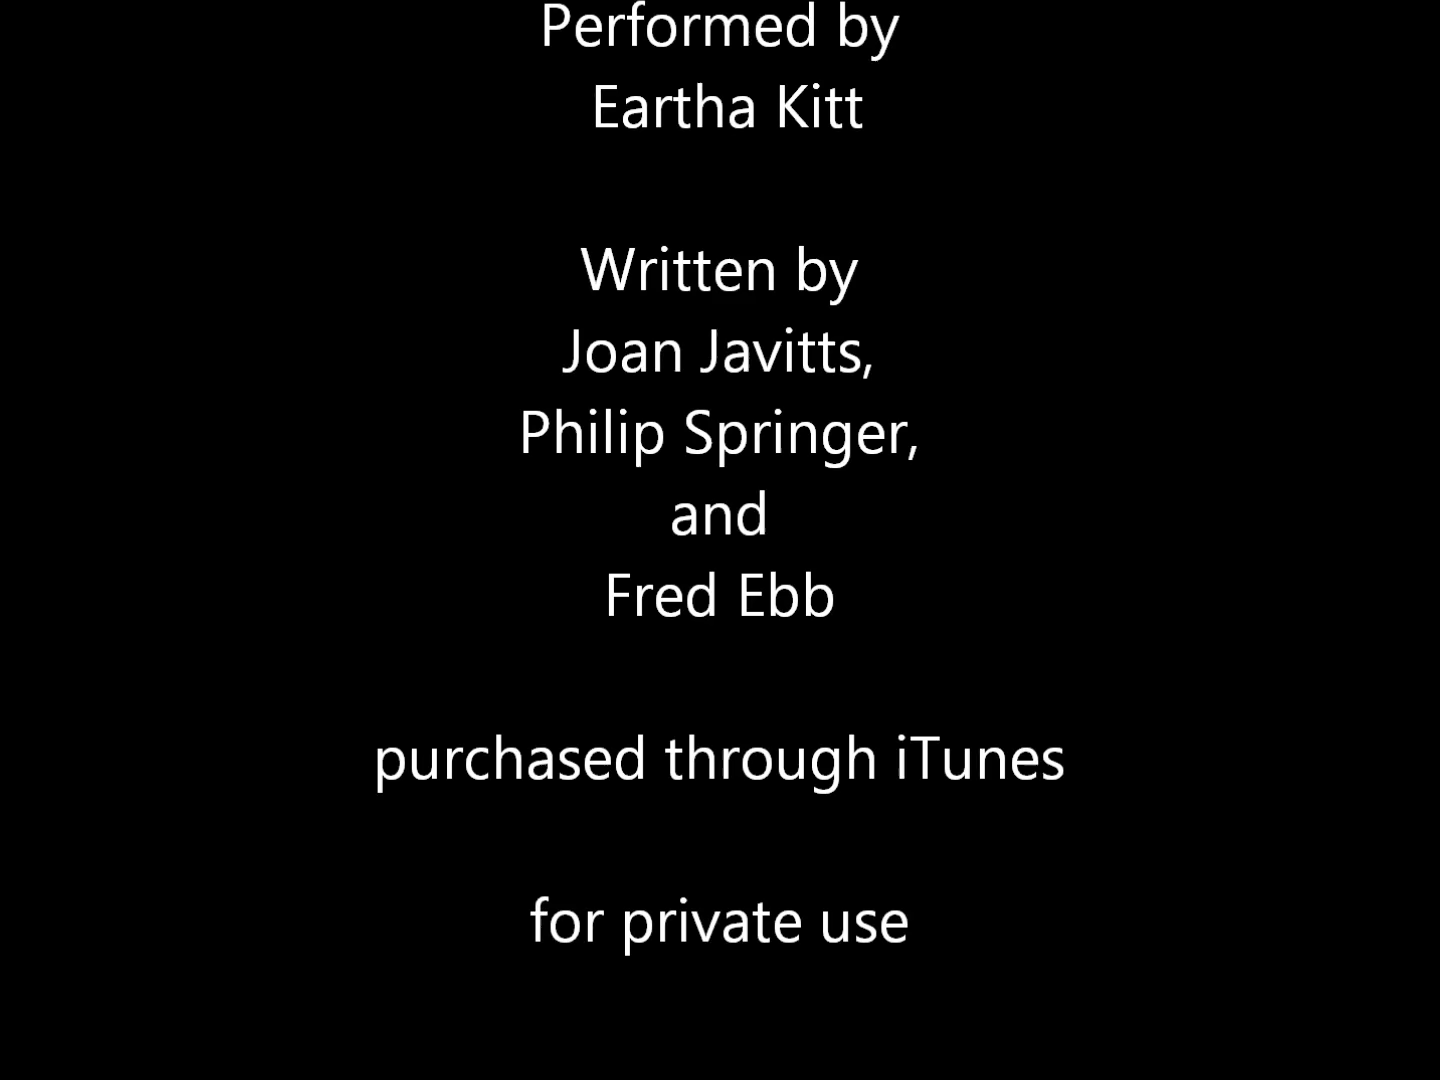 Performed by
Eartha Kitt
Written by
Joan Javitts,
Philip Springer,
and
Fred Ebb
purchased through iTunes
for private use